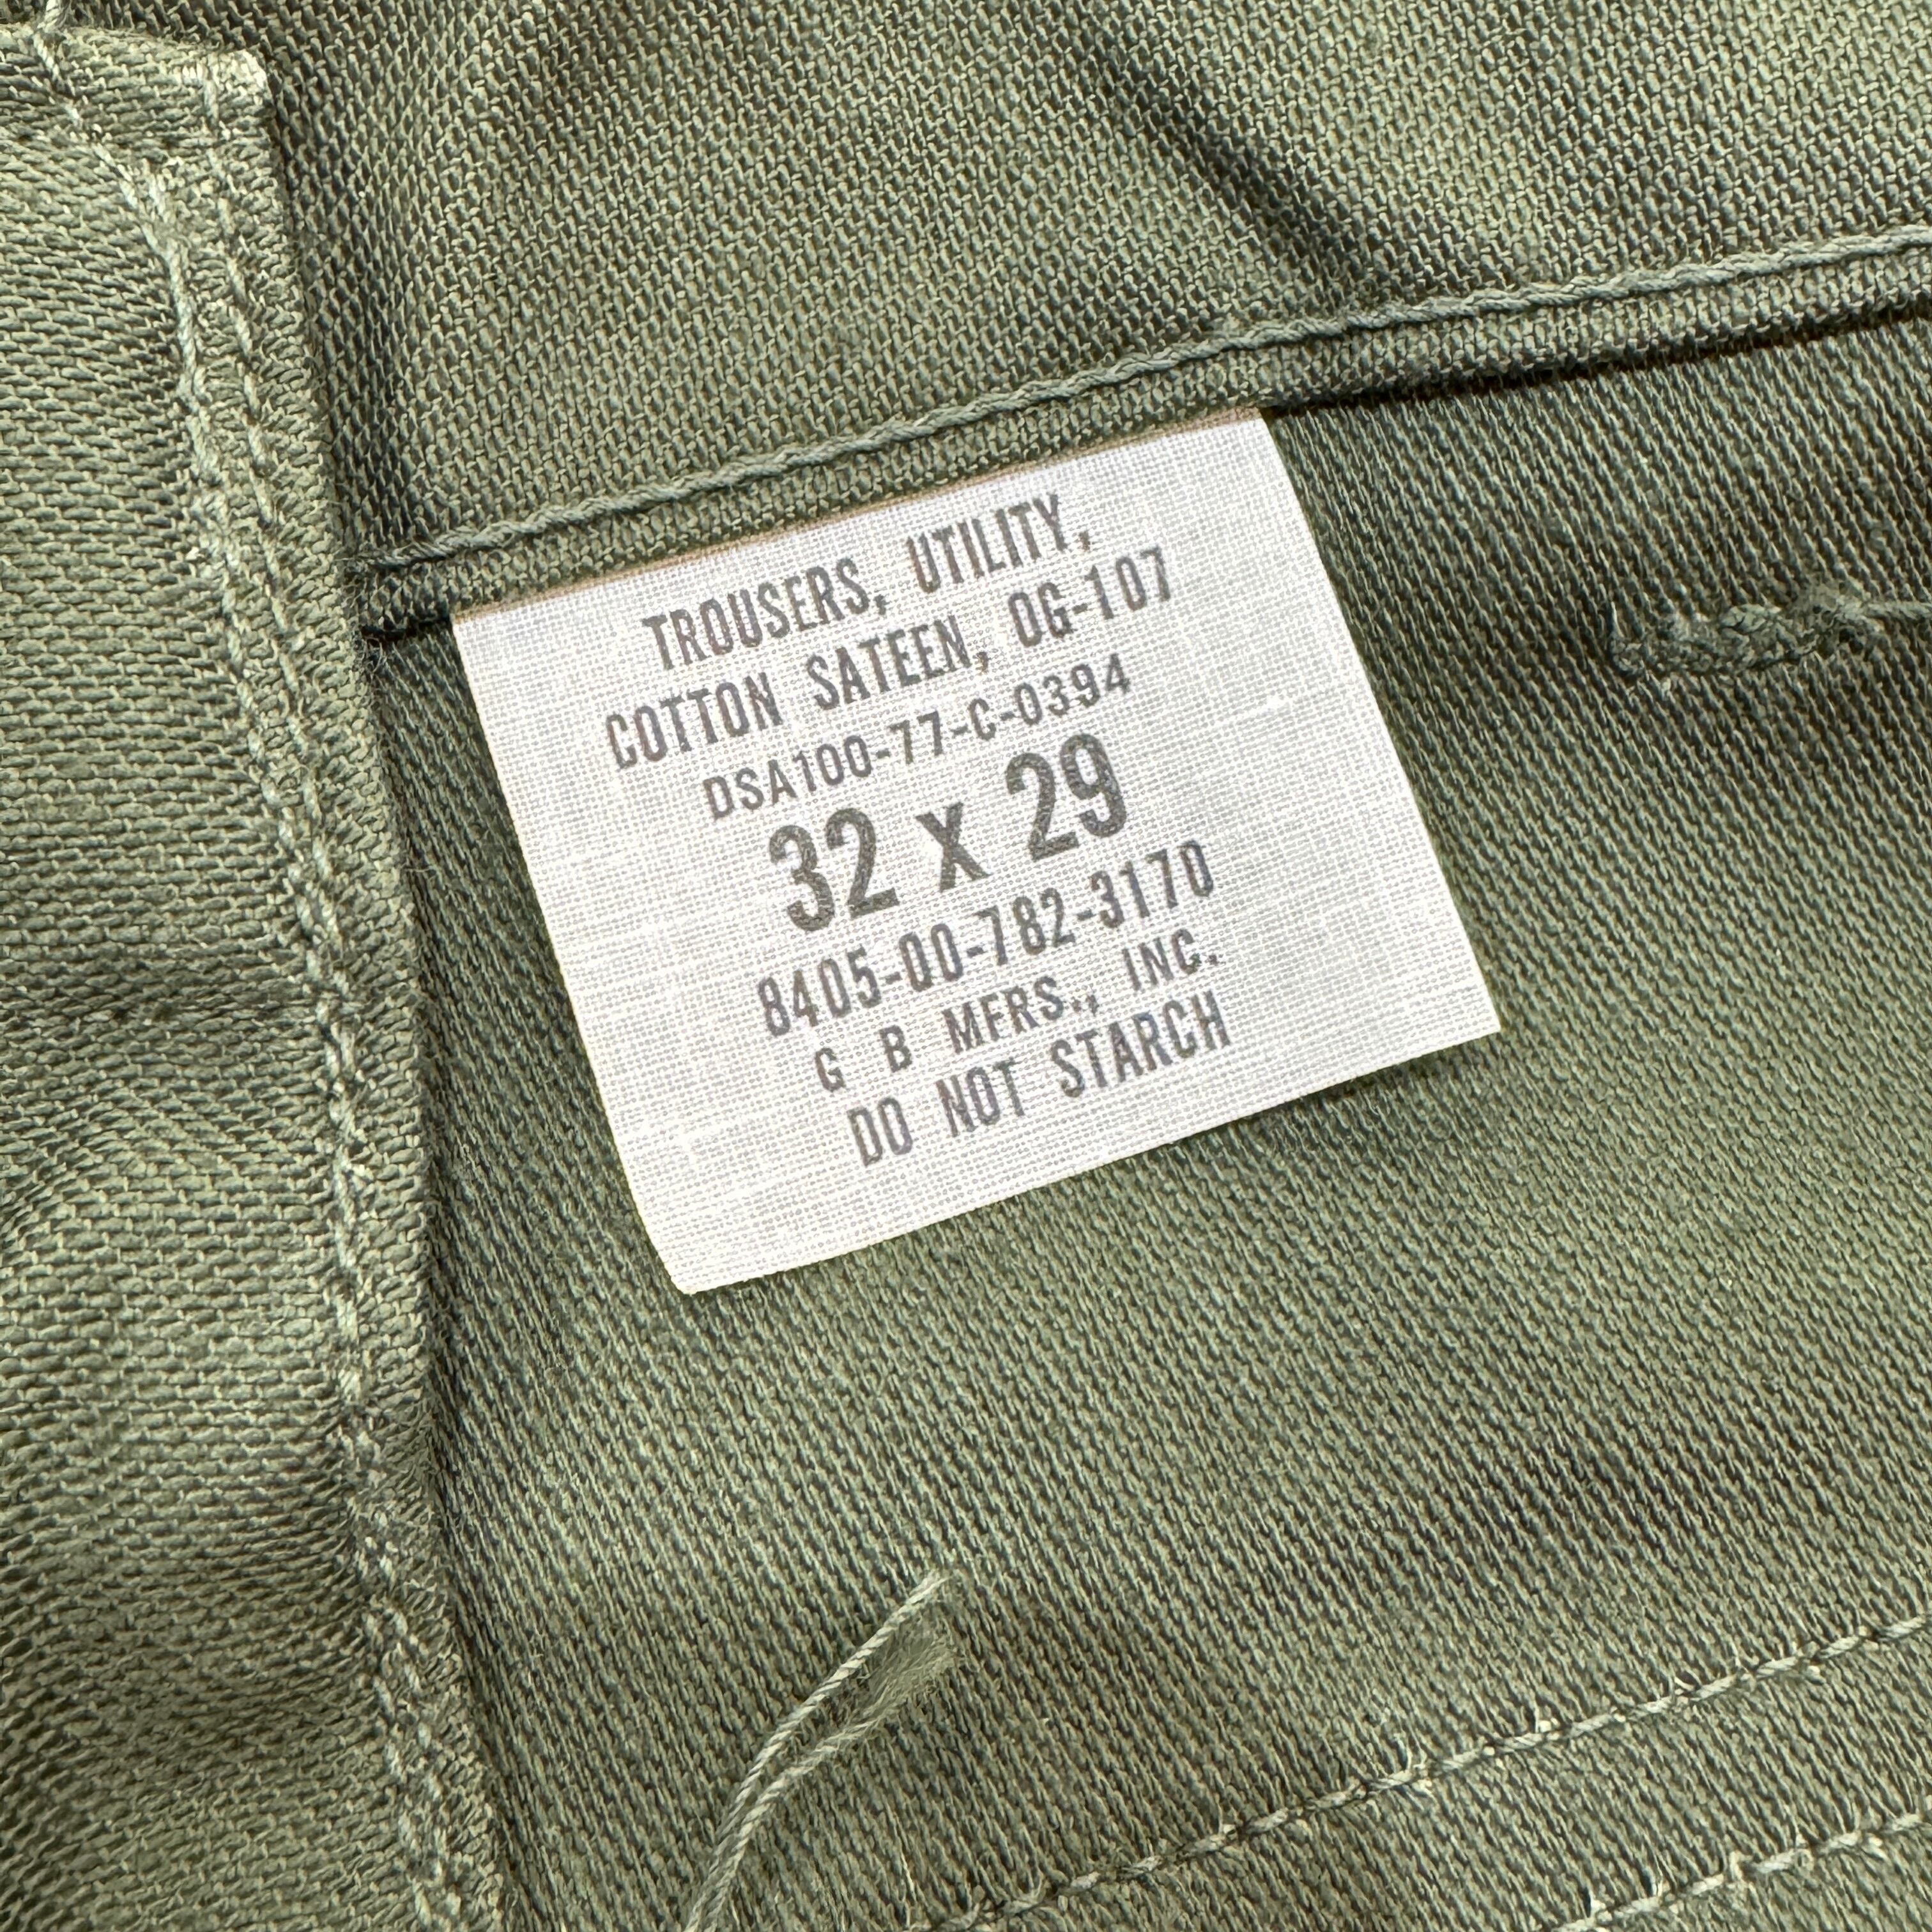 TROUSERS, UTILITY,
COTTON SATEEN, OG-107
DSA100-77-C-0394
32 x 29
8405-00-782-3170
G B MFRS., INC.
DO NOT STARCH